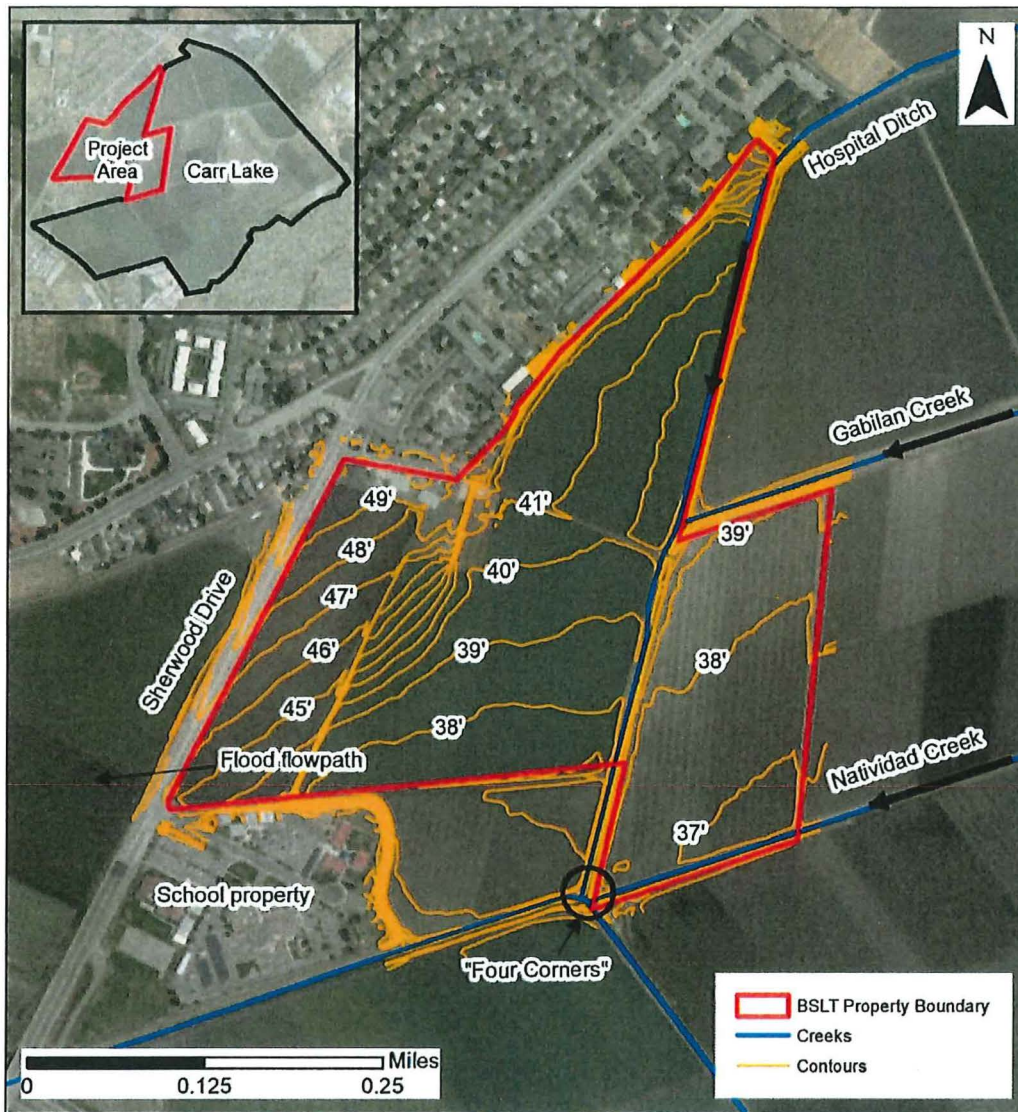 Project
Area
Carr Lake
N
Hospital Ditch
Gabilan Creek
49'
41'
48'
39'
40'
47'
Sherwood Drive
46'
39'
38'
45'
38'
Flood flowpath
Natividad Creek
37'
School property
"Four Corners"
BSLT Property Boundary
Creeks
Contours
Miles
0
0.125
0.25